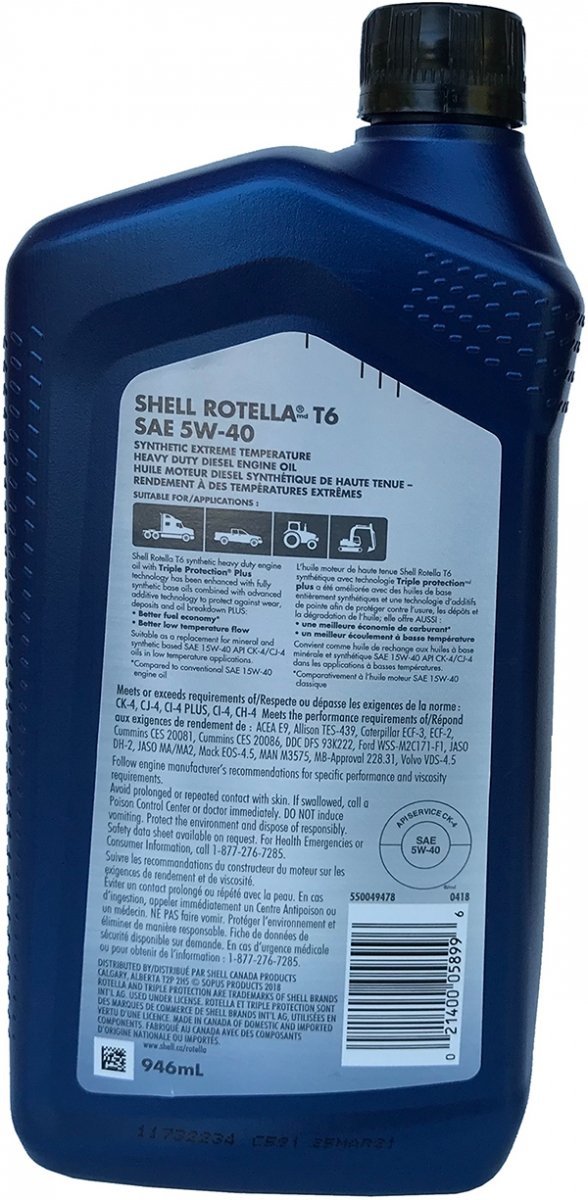 SHELL ROTELLA® md T6
SAE 5W-40
SYNTHETIC EXTREME TEMPERATURE
HEAVY DUTY DIESEL ENGINE OIL
HUILE MOTEUR DIESEL SYNTHÉTIQUE DE HAUTE TENUE –
RENDEMENT À DES TEMPÉRATURES EXTRÊMES
SUITABLE FOR/APPLICATIONS :
Shell Rotella T6 synthetic heavy duty engine
oil with Triple Protection® Plus
technology has been enhanced with fully
synthetic base oils combined with advanced
additive technology to protect against wear,
deposits and oil breakdown PLUS:
• Better fuel economy*
• Better low temperature flow
Suitable as a replacement for mineral and
synthetic based SAE 15W-40 API CK-4/CJ-4
oils in low temperature applications.
*Compared to conventional SAE 15W-40
engine oil
L'huile moteur de haute tenue Shell Rotella T6
synthétique avec technologie Triple protection md
plus a été améliorée avec des huiles de base
entièrement synthétiques et une technologie d'additifs
de pointe afin de protéger contre l'usure, les dépôts et
la dégradation de l'huile; elle offre AUSSI :
• une meilleure économie de carburant*
• un meilleur écoulement à basse température
Convient comme huile de rechange aux huiles à base
minérale et synthétique SAE 15W-40 API CK-4/CJ-4
dans les applications à basses températures.
*Comparativement à l'huile moteur SAE 15W-40
classique
Meets or exceeds requirements of/Respecte ou dépasse les exigences de la norme :
CK-4, CJ-4, CI-4 PLUS, CI-4, CH-4 Meets the performance requirements of/Répond
aux exigences de rendement de : ACEA E9, Allison TES-439, Caterpillar ECF-3, ECF-2,
Cummins CES 20081, Cummins CES 20086, DDC DFS 93K222, Ford WSS-M2C171-F1, JASO
DH-2, JASO MA/MA2, Mack EOS-4.5, MAN M3575, MB-Approval 228.31, Volvo VDS-4.5
Follow engine manufacturer's recommendations for specific performance and viscosity
requirements.
Avoid prolonged or repeated contact with skin. If swallowed, call a
Poison Control Center or doctor immediately. DO NOT induce
vomiting. Protect the environment and dispose of responsibly.
Safety data sheet available on request. For Health Emergencies or
Consumer Information, call 1-877-276-7285.
Suivre les recommandations du constructeur du moteur sur les
exigences de rendement et de viscosité.
Éviter un contact prolongé ou répété avec la peau. En cas
d'ingestion, appeler immédiatement un Centre Antipoison ou
un médecin. NE PAS faire vomir. Protéger l'environnement et
éliminer de manière responsable. Fiche de données de
sécurité disponible sur demande. En cas d'urgence médicale
ou pour obtenir de l'information : 1-877-276-7285.
API SERVICE CK-4
SAE
5W-40
550049478 0418
0 21400 05899 6
DISTRIBUTED BY/DISTRIBUÉ PAR SHELL CANADA PRODUCTS
CALGARY, ALBERTA T2P 2H5 © SOPUS PRODUCTS 2018
ROTELLA AND TRIPLE PROTECTION ARE TRADEMARKS OF SHELL BRANDS
INT'L AG. USED UNDER LICENSE. ROTELLA ET TRIPLE PROTECTION SONT
DES MARQUES DE COMMERCE DE SHELL BRANDS INT'L AG, UTILISÉES EN
VERTU D'UNE LICENCE. MADE IN CANADA OF DOMESTIC AND IMPORTED
COMPONENTS. FABRIQUÉ AU CANADA AVEC DES COMPOSANTS
D'ORIGINE NATIONALE OU IMPORTÉS.
www.shell.ca/rotella
946mL
11732234 CE21 25MAR21